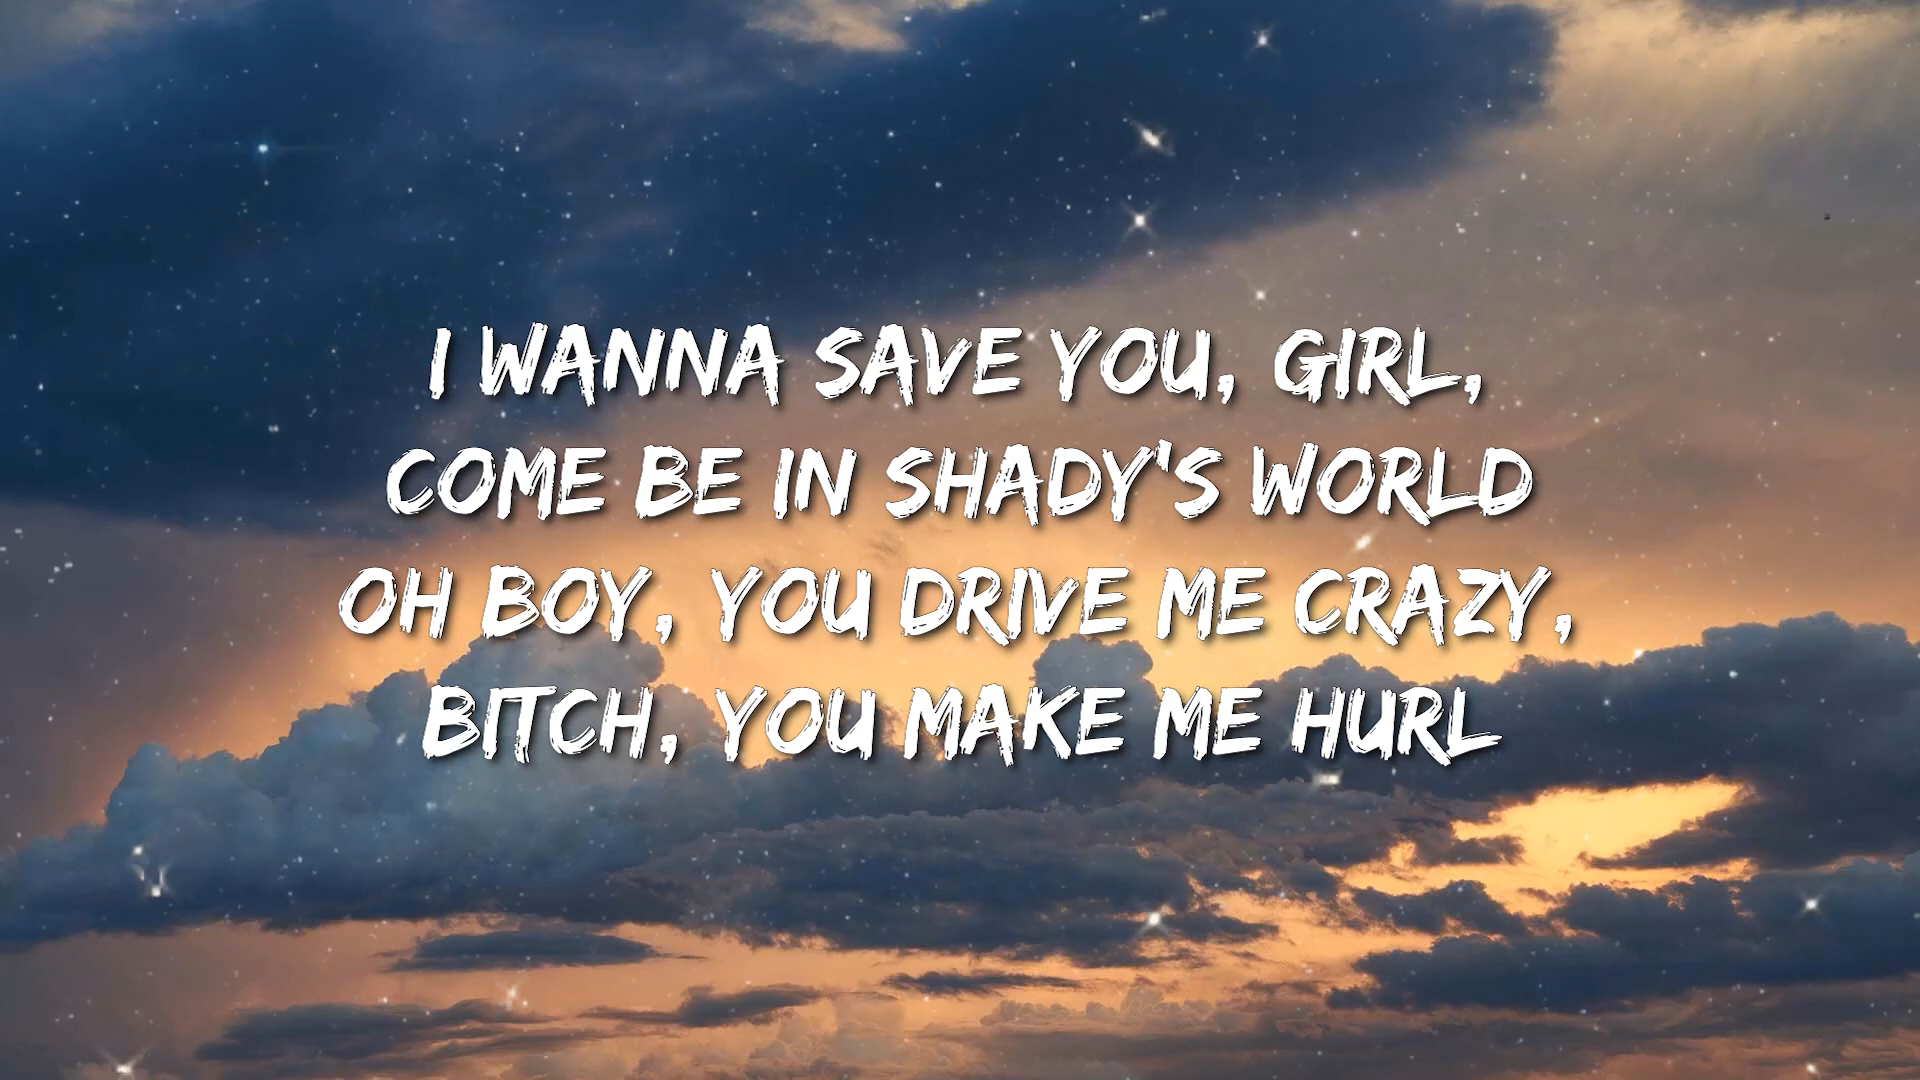 I WANNA SAVE YOU, GIRL,
COME BE IN SHADY'S WORLD
OH BOY, YOU DRIVE ME CRAZY,
BITCH, YOU MAKE ME HURL